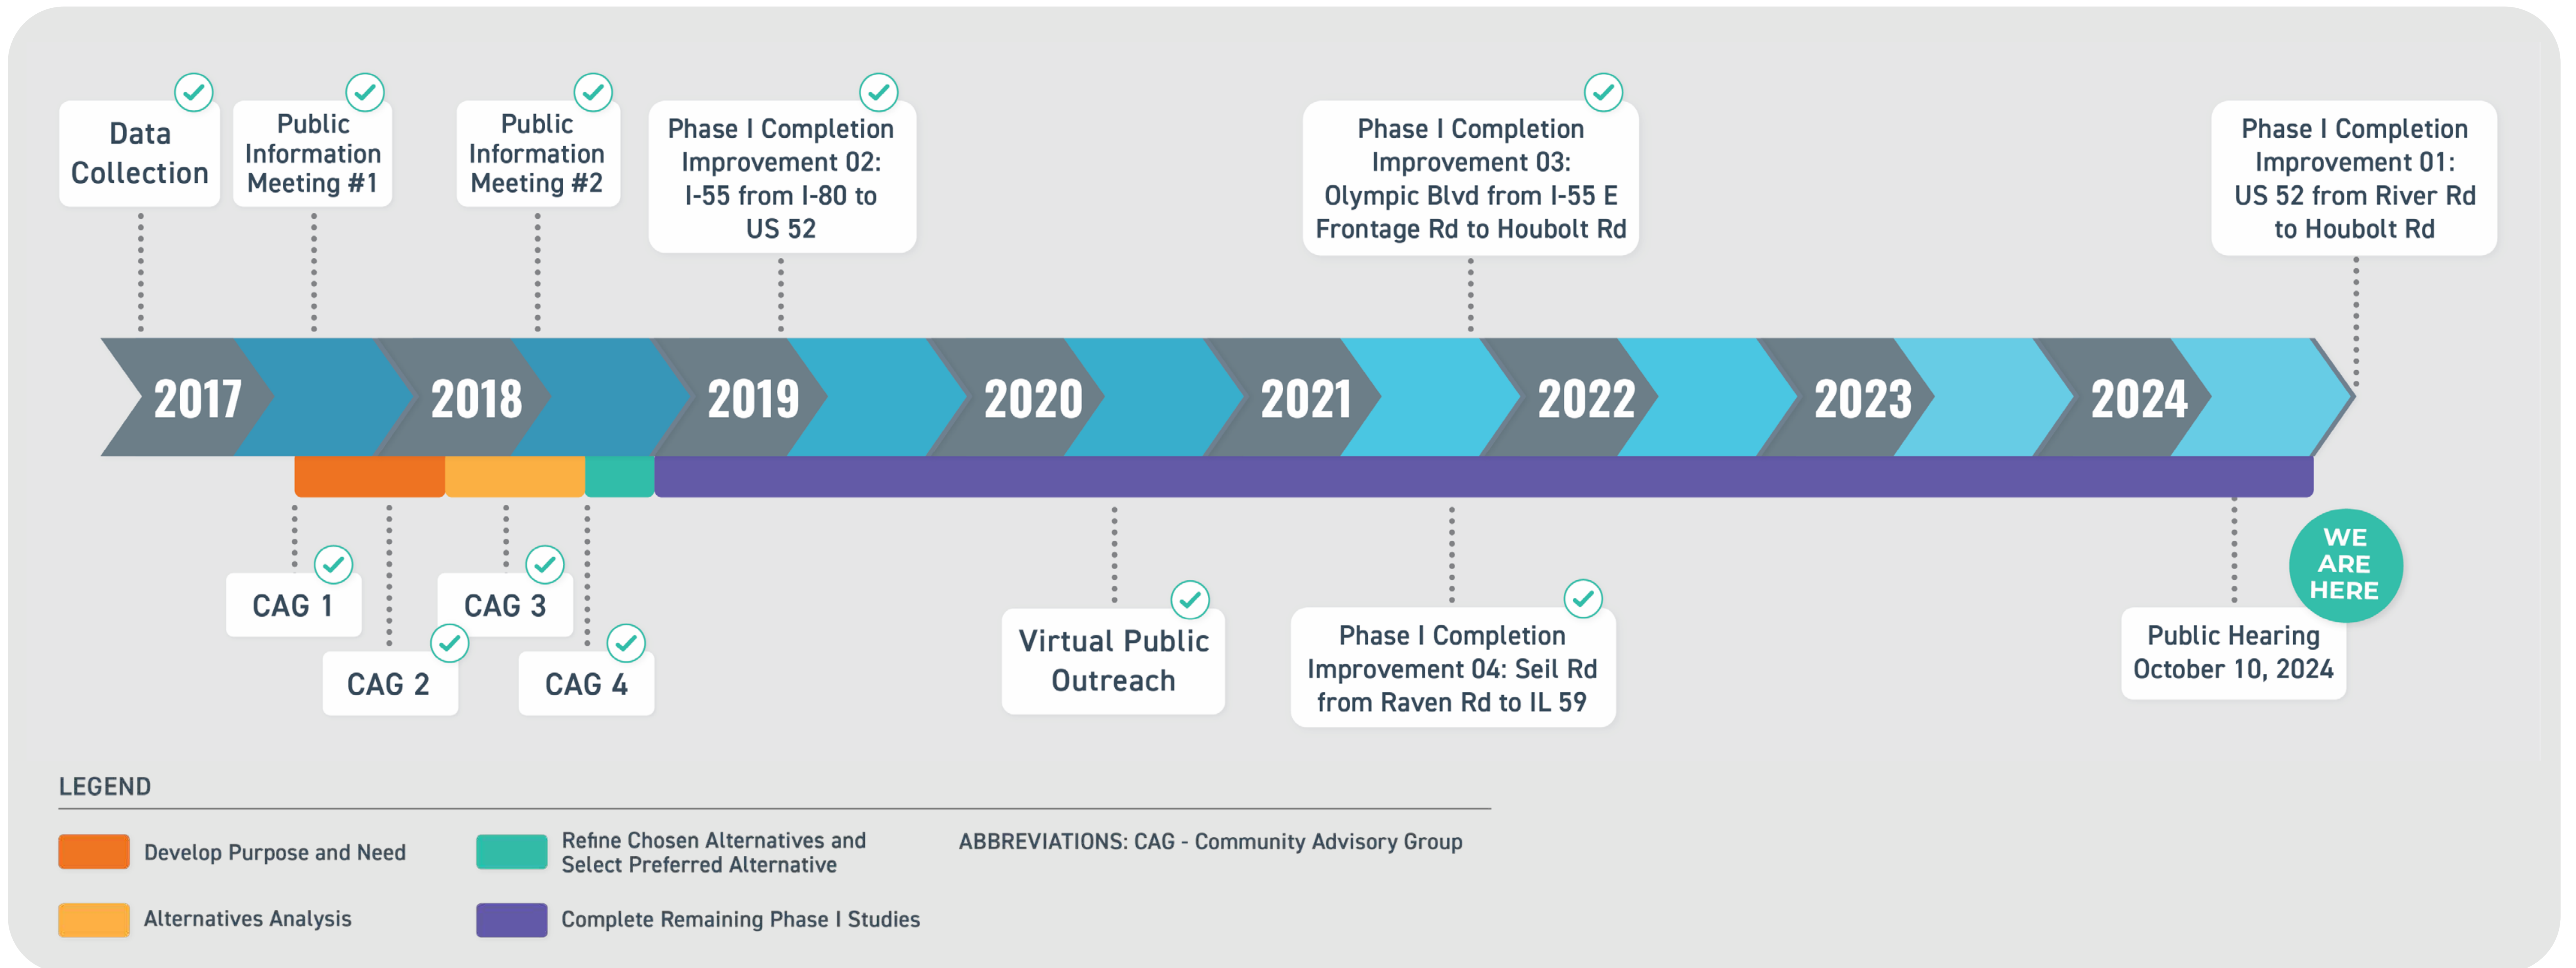 Data
Collection
Public
Information
Meeting #1
Public
Information
Meeting #2
Phase I Completion
Improvement 02:
I-55 from I-80 to
US 52
Phase I Completion
Improvement 03:
Olympic Blvd from I-55 E
Frontage Rd to Houbolt Rd
Phase I Completion
Improvement 01:
US 52 from River Rd
to Houbolt Rd
2017
2018
2019
2020
2021
2022
2023
2024
CAG 1
CAG 2
CAG 3
CAG 4
Virtual Public
Outreach
Phase I Completion
Improvement 04: Seil Rd
from Raven Rd to IL 59
WE
ARE
HERE
Public Hearing
October 10, 2024
LEGEND
Develop Purpose and Need
Alternatives Analysis
Refine Chosen Alternatives and
Select Preferred Alternative
Complete Remaining Phase I Studies
ABBREVIATIONS: CAG - Community Advisory Group